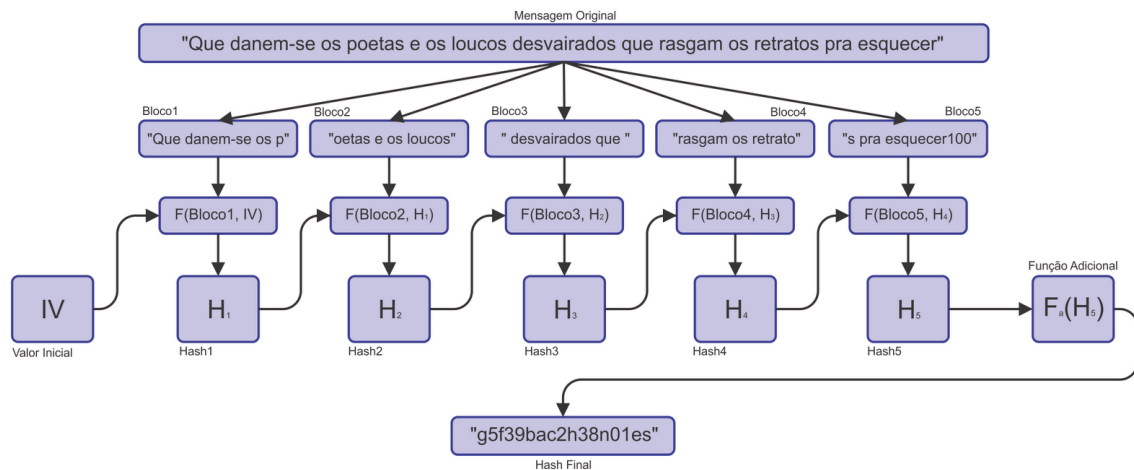 Mensagem Original
"Que danem-se os poetas e os loucos desvairados que rasgam os retratos pra esquecer"
Bloco1
Bloco2
Bloco3
Bloco4
Bloco5
"Que danem-se os p"
"oetas e os loucos"
" desvairados que "
"rasgam os retrato"
"s pra esquecer100"
F(Bloco1, IV)
F(Bloco2, H₁)
F(Bloco3, H₂)
F(Bloco4, H₃)
F(Bloco5, H₄)
Função Adicional
IV
H₁
H₂
H₃
H₄
H₅
Fₐ(H₅)
Valor Inicial
Hash1
Hash2
Hash3
Hash4
Hash5
"g5f39bac2h38n01es"
Hash Final